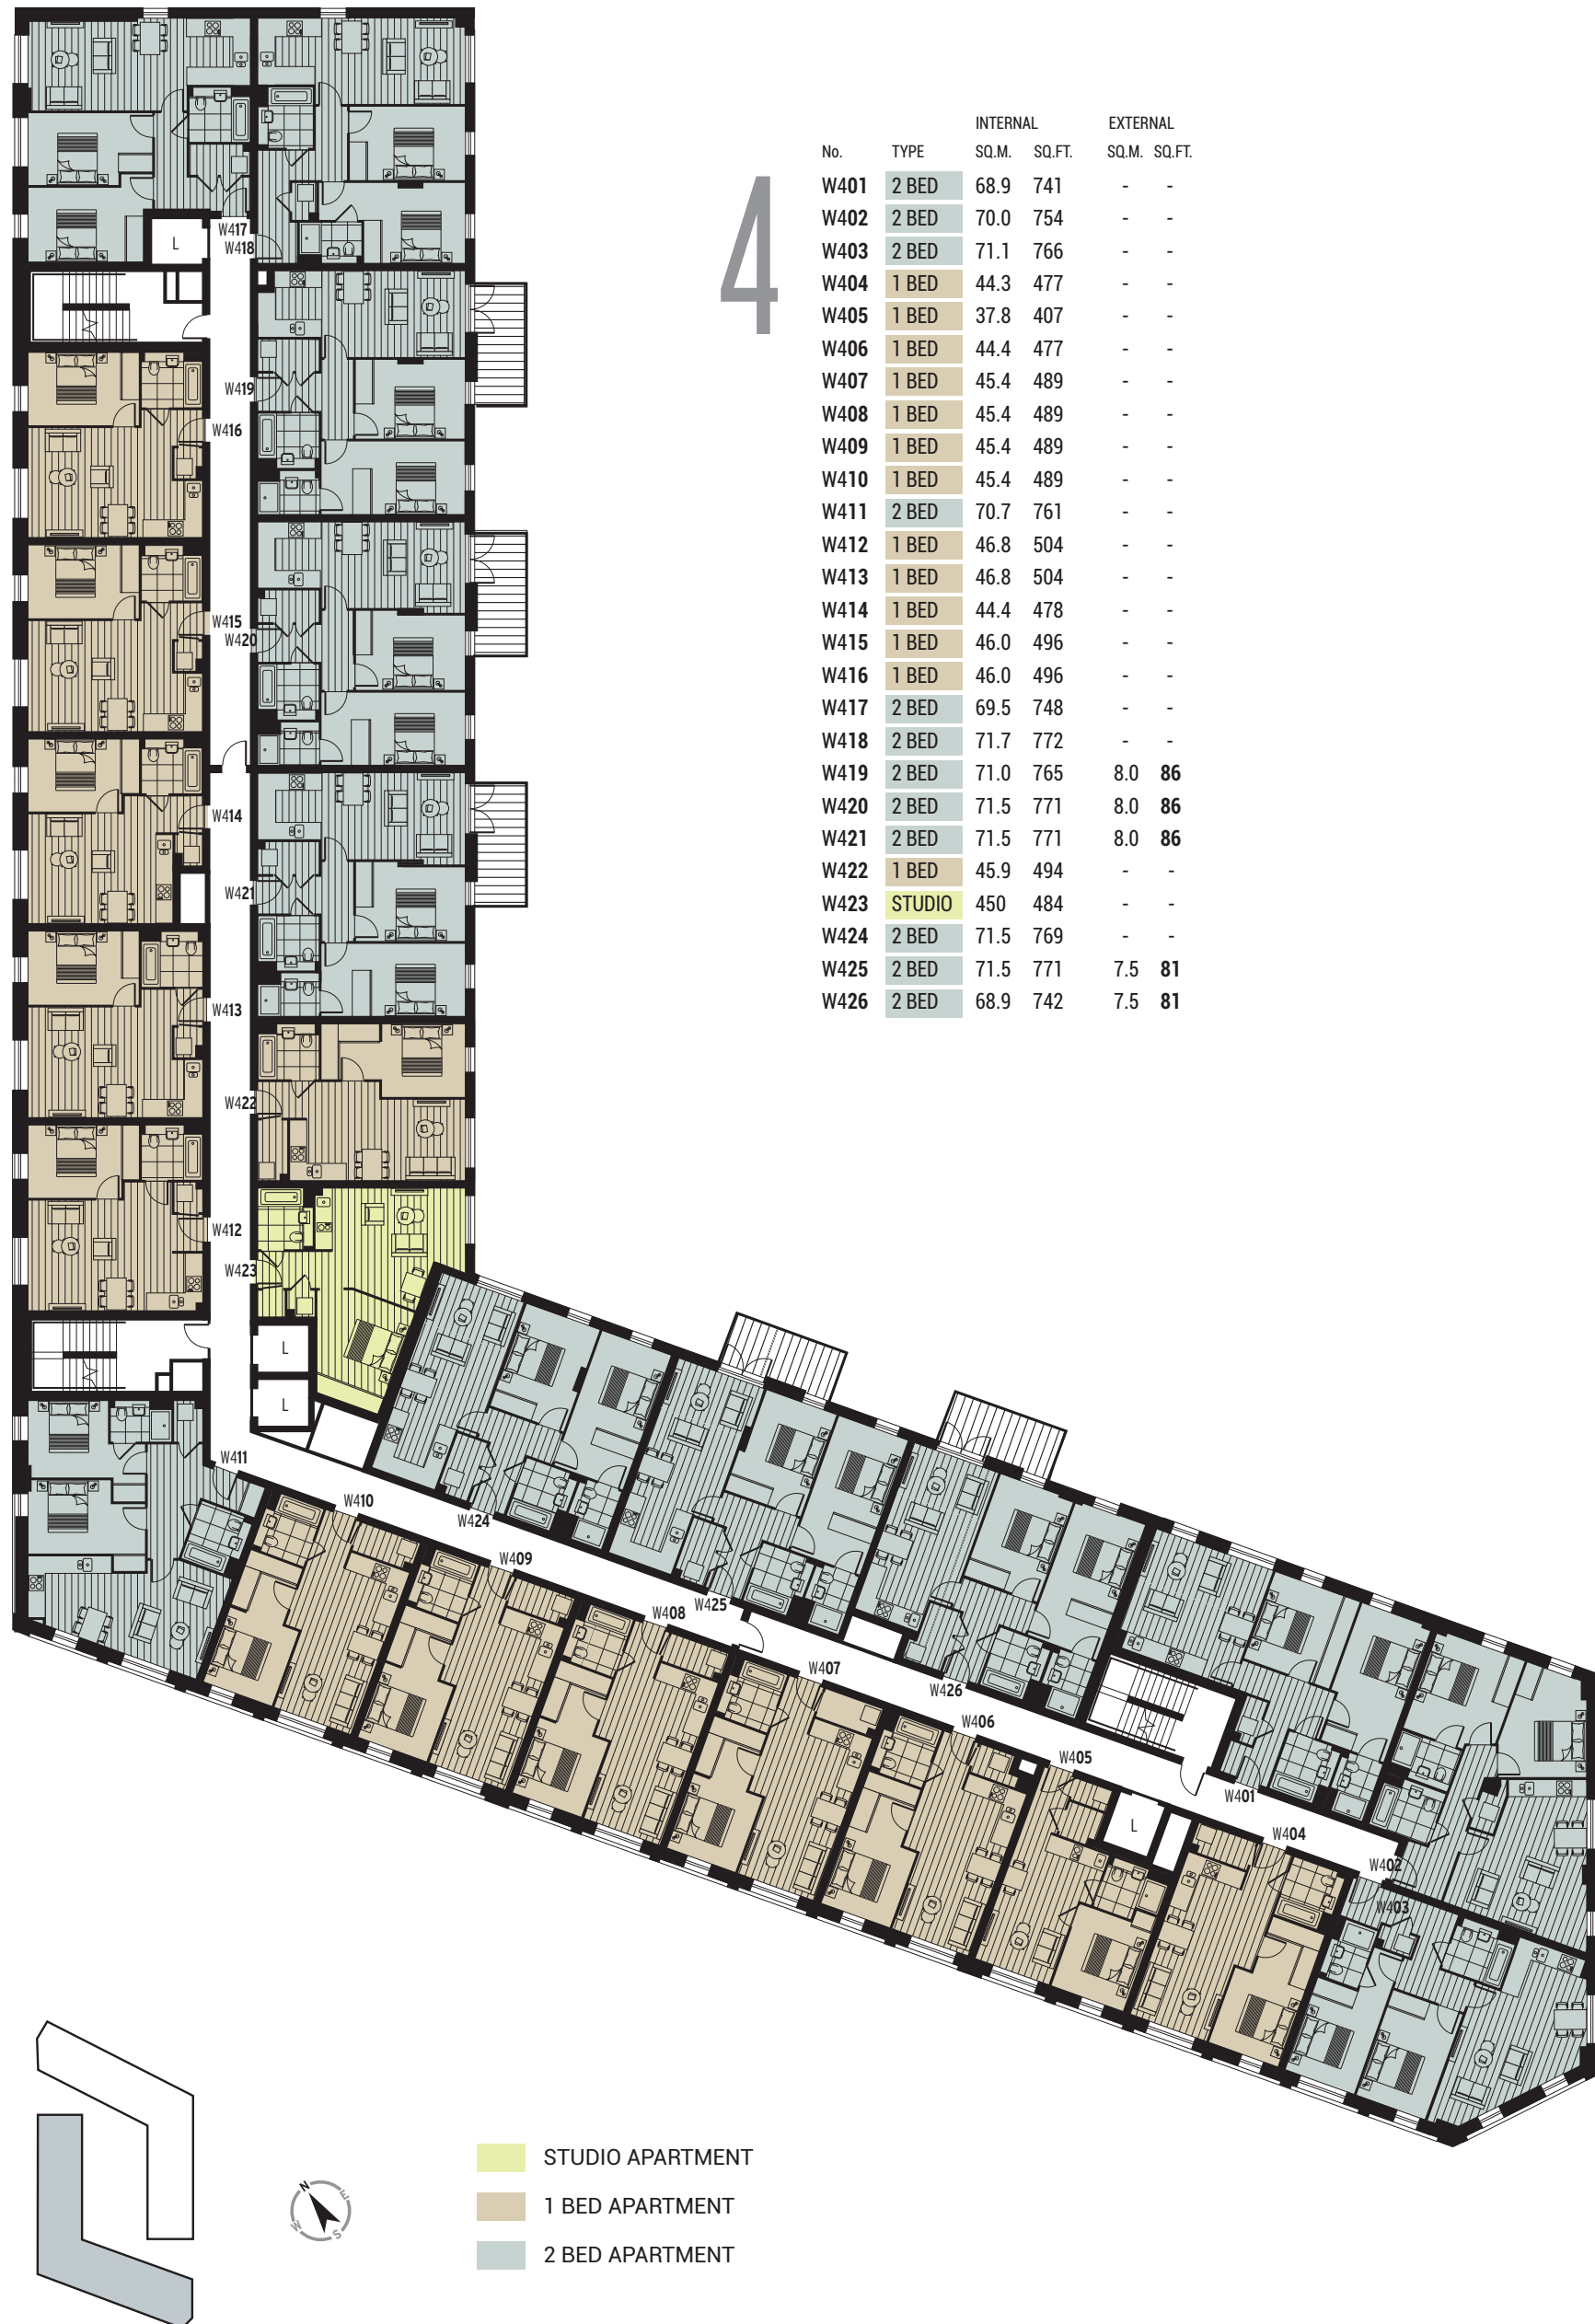 INTERNAL EXTERNAL
No. TYPE SQ.M. SQ.FT. SQ.M. SQ.FT.
4
W401 2 BED 68.9 741 - -
W402 2 BED 70.0 754 - -
W403 2 BED 71.1 766 - -
W404 1 BED 44.3 477 - -
W405 1 BED 37.8 407 - -
W406 1 BED 44.4 477 - -
W407 1 BED 45.4 489 - -
W408 1 BED 45.4 489 - -
W409 1 BED 45.4 489 - -
W410 1 BED 45.4 489 - -
W411 2 BED 70.7 761 - -
W412 1 BED 46.8 504 - -
W413 1 BED 46.8 504 - -
W414 1 BED 44.4 478 - -
W415 1 BED 46.0 496 - -
W416 1 BED 46.0 496 - -
W417 2 BED 69.5 748 - -
W418 2 BED 71.7 772 - -
W419 2 BED 71.0 765 8.0 86
W420 2 BED 71.5 771 8.0 86
W421 2 BED 71.5 771 8.0 86
W422 1 BED 45.9 494 - -
W423 STUDIO 450 484 - -
W424 2 BED 71.5 769 - -
W425 2 BED 71.5 771 7.5 81
W426 2 BED 68.9 742 7.5 81
W417
L
W418
W419
W416
W415
W420
W414
W421
W413
W422
W412
W423
L
L
W411
W410
W424
W409
W425
W408
W407
W426
W406
W405
W401
L
W404
W402
W403
N
E
W
S
STUDIO APARTMENT
1 BED APARTMENT
2 BED APARTMENT